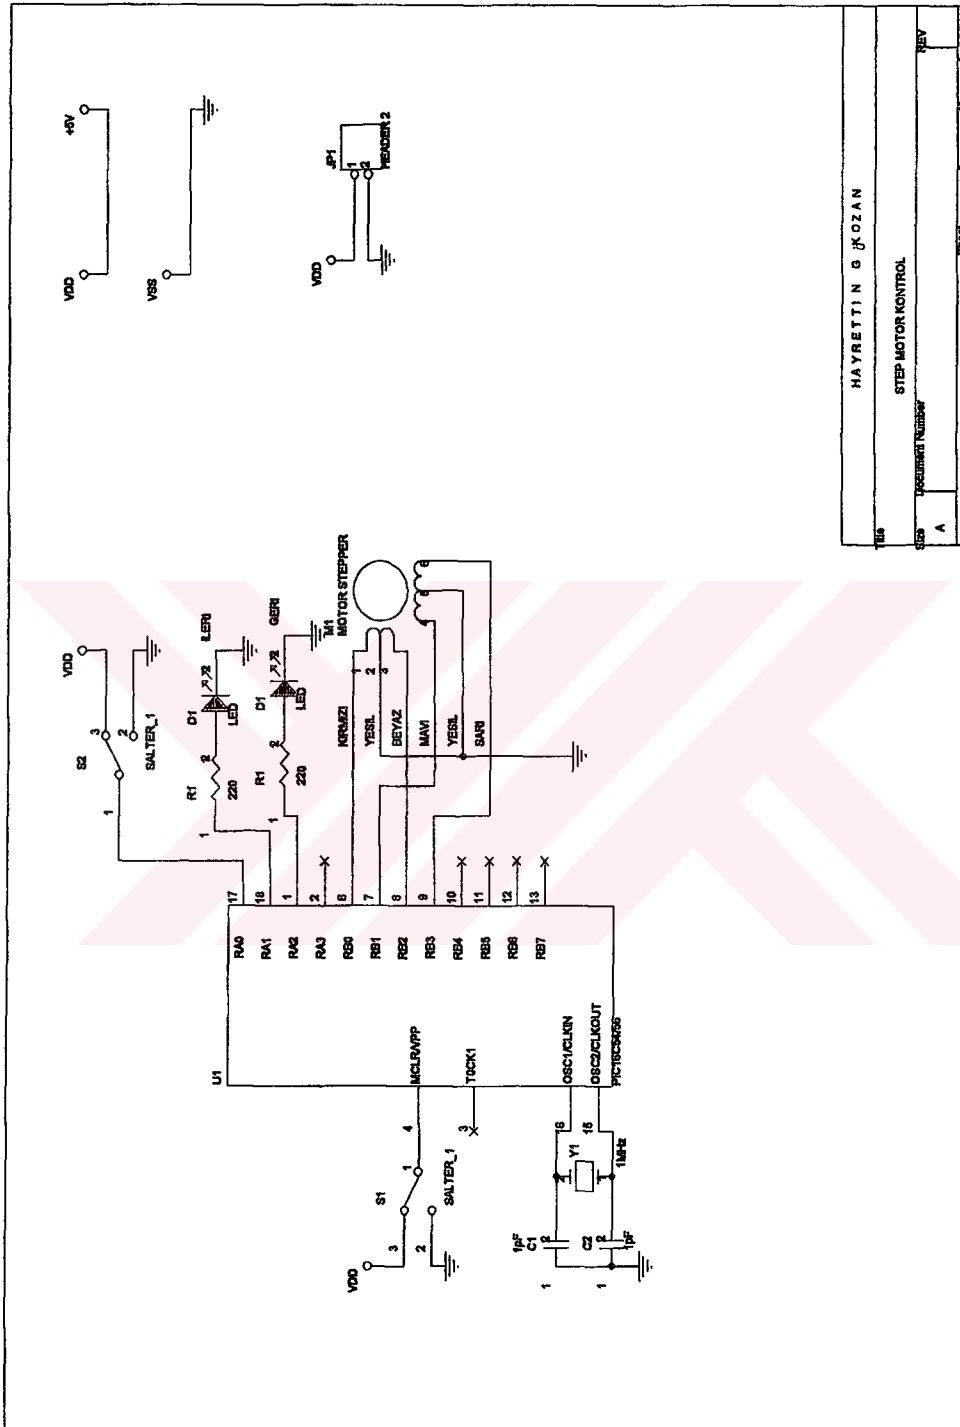 VDD
+5V
VSS
VDD
JP1
1
2
HEADER 2
VDD
S2
3
2
1
SALTER_1
R1
220
1
2
D1
LED
2
ILERI
R1
220
1
2
D1
LED
2
GERI
M1
MOTOR STEPPER
KIRMIZI
YESIL
BEYAZ
MAVI
YESIL
SARI
1
2
3
4
5
6
U1
PIC16C54/56
RA0
17
RA1
18
RA2
1
RA3
2
RB0
6
RB1
7
RB2
8
RB3
9
RB4
10
RB5
11
RB6
12
RB7
13
MCLR/VPP
4
T0CK1
3
OSC1/CLKIN
16
OSC2/CLKOUT
15
VDD
S1
3
2
1
SALTER_1
Y1
1MHz
1pF
C1
2
1
C2
2
1pF
1
HAYRETTIN G KOZAN
Title
STEP MOTOR KONTROL
Size
Document Number
REV
A